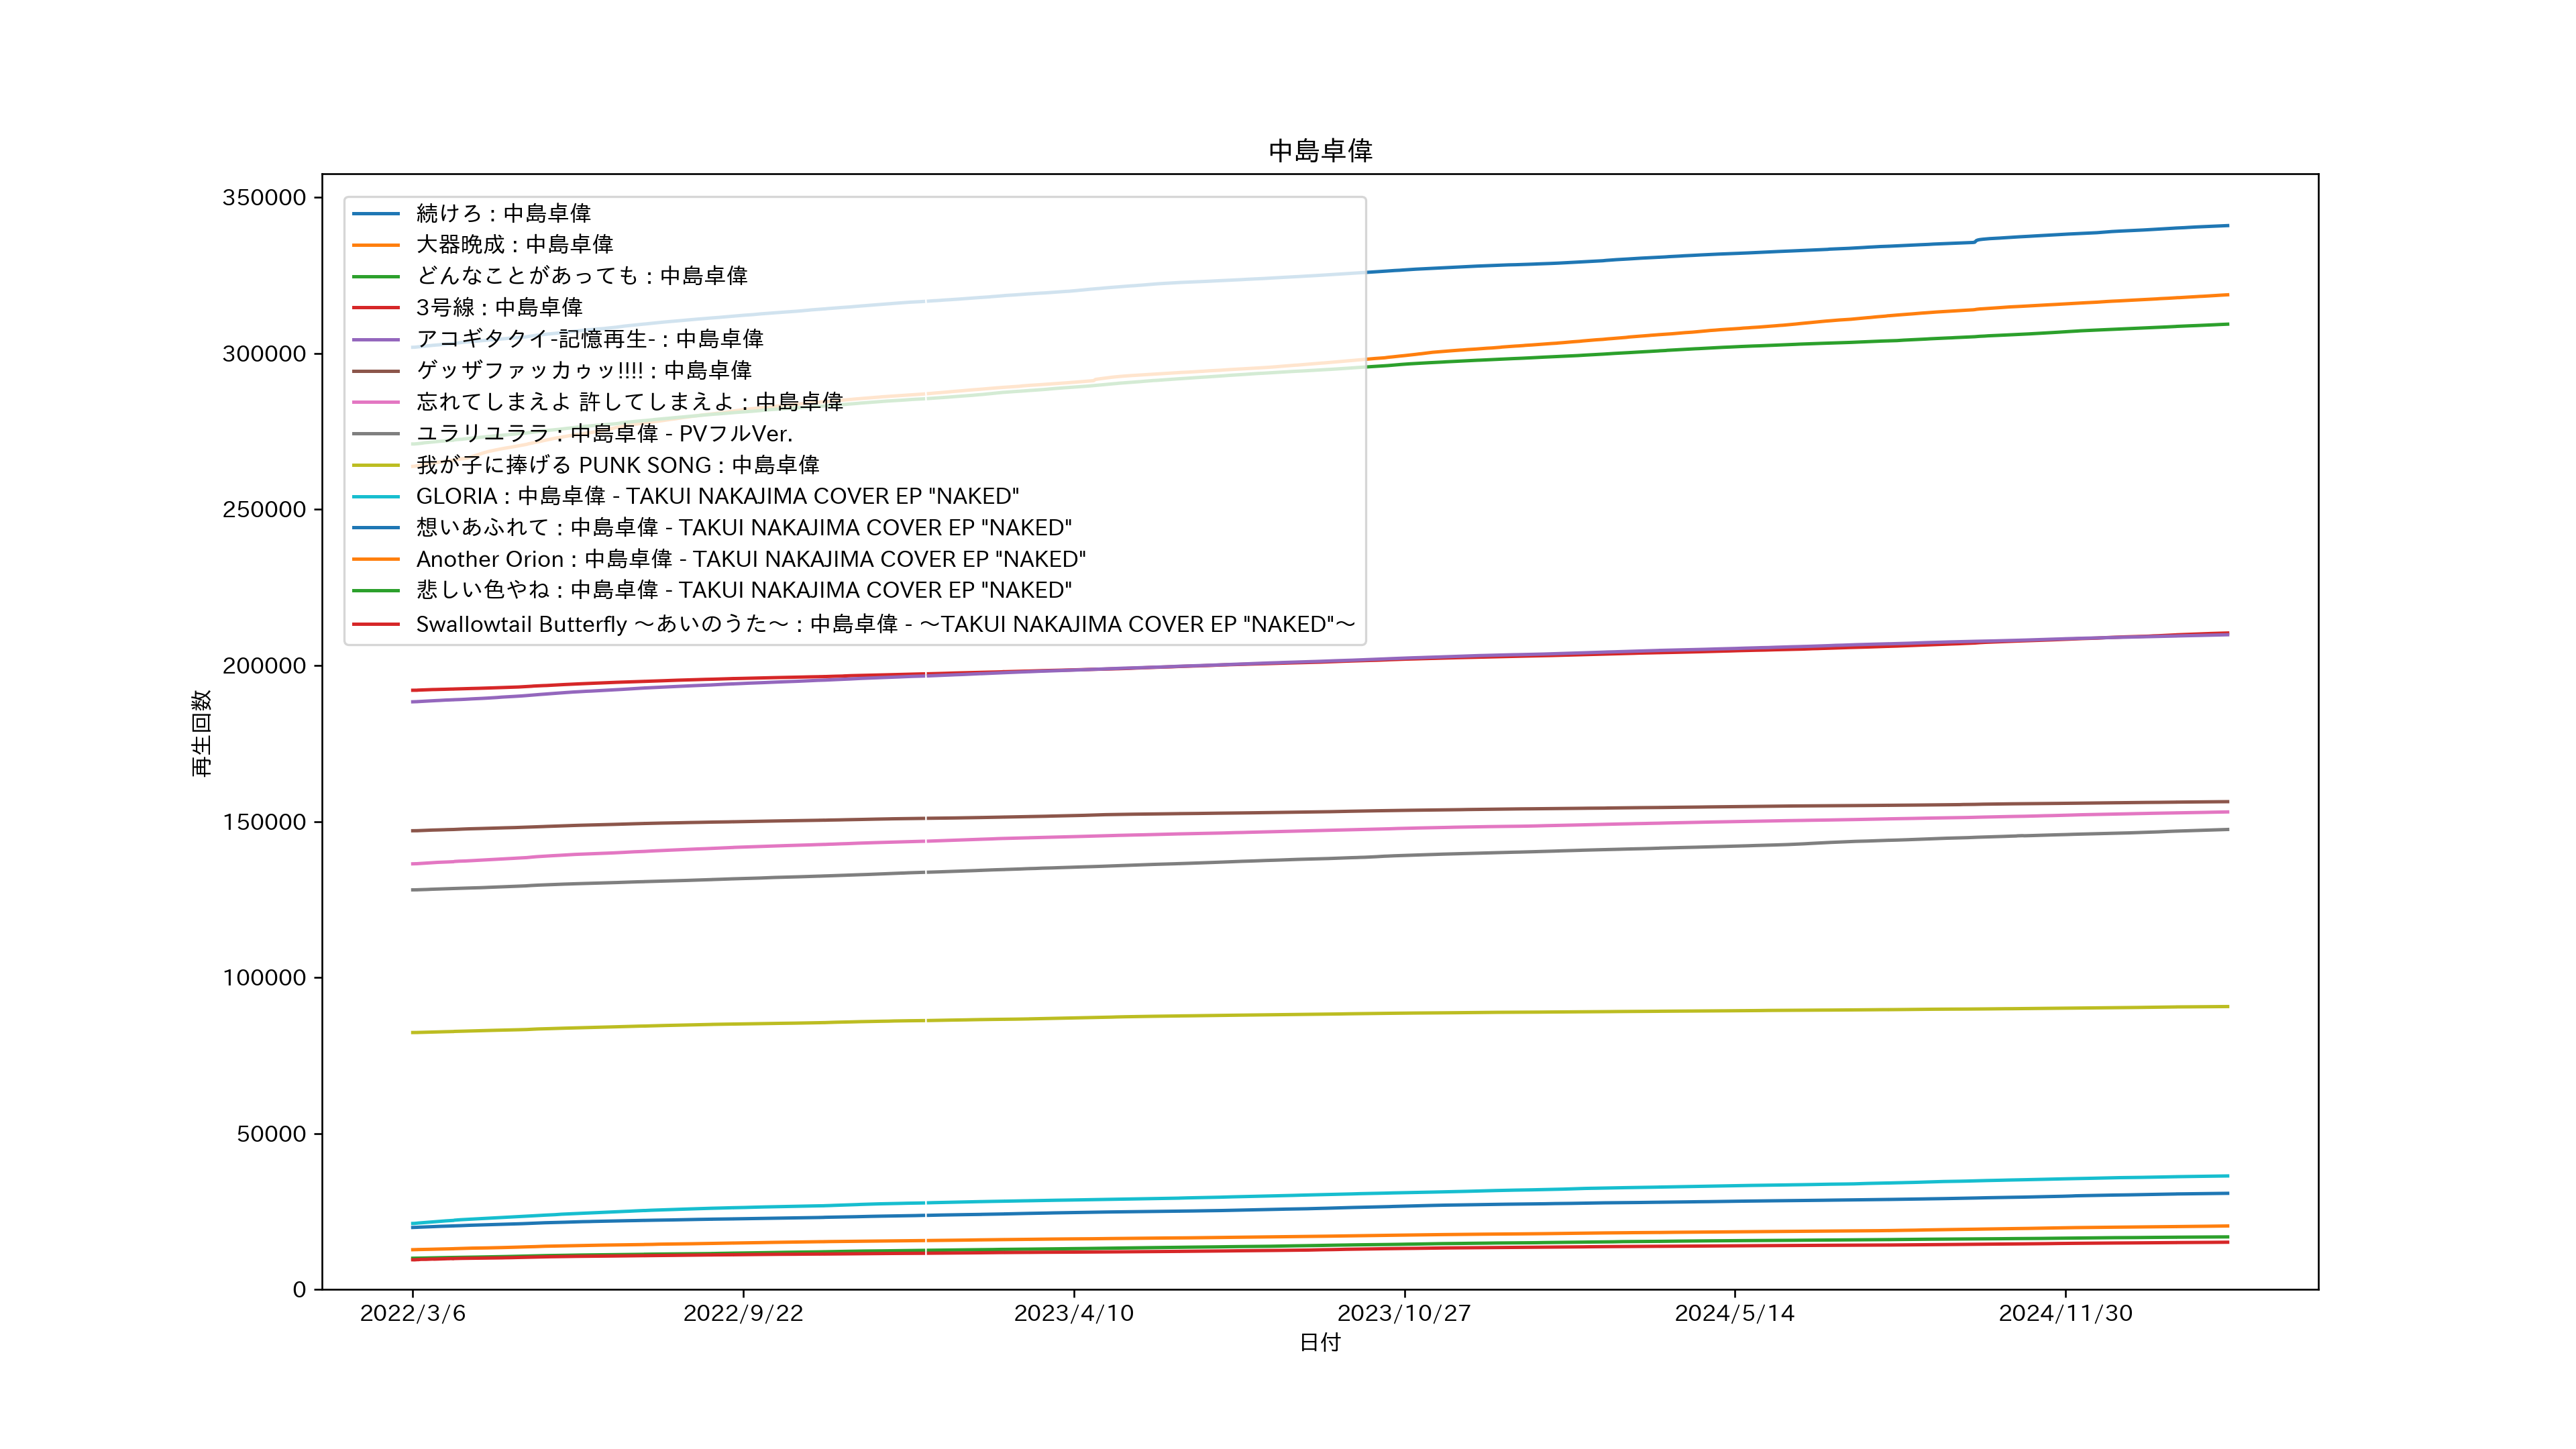 中島卓偉
350000
300000
250000
200000
150000
100000
50000
0
再生回数
続けろ : 中島卓偉
大器晩成 : 中島卓偉
どんなことがあっても : 中島卓偉
3号線 : 中島卓偉
アコギタクイ-記憶再生- : 中島卓偉
ゲッザファッカゥッ!!!! : 中島卓偉
忘れてしまえよ 許してしまえよ : 中島卓偉
ユラリユララ : 中島卓偉 - PVフルVer.
我が子に捧げる PUNK SONG : 中島卓偉
GLORIA : 中島卓偉 - TAKUI NAKAJIMA COVER EP "NAKED"
想いあふれて : 中島卓偉 - TAKUI NAKAJIMA COVER EP "NAKED"
Another Orion : 中島卓偉 - TAKUI NAKAJIMA COVER EP "NAKED"
悲しい色やね : 中島卓偉 - TAKUI NAKAJIMA COVER EP "NAKED"
Swallowtail Butterfly 〜あいのうた〜 : 中島卓偉 - 〜TAKUI NAKAJIMA COVER EP "NAKED"〜
2022/3/6 2022/9/22 2023/4/10 2023/10/27 2024/5/14 2024/11/30
日付